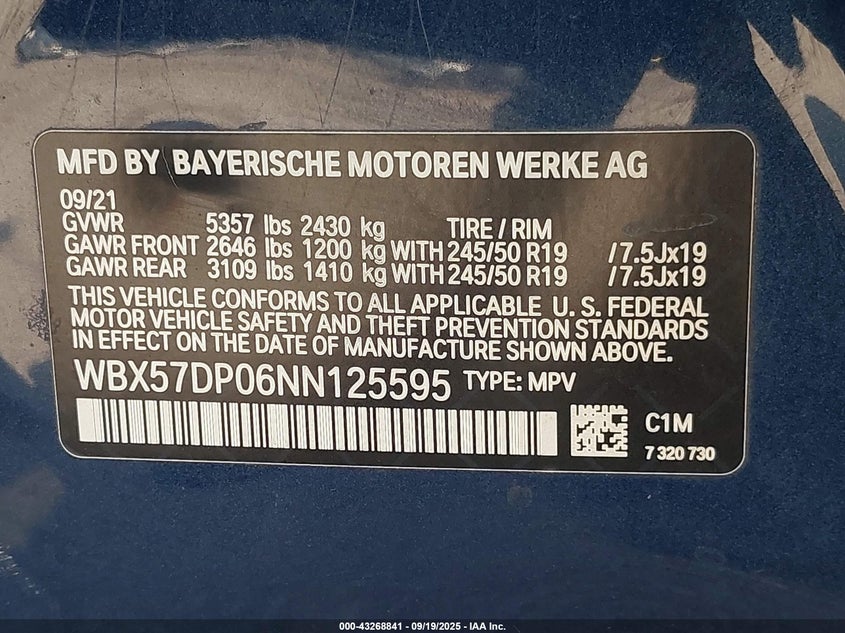 MFD BY BAYERISCHE MOTOREN WERKE AG
09/21
GVWR 5357 lbs 2430 kg TIRE / RIM
GAWR FRONT 2646 lbs 1200 kg WITH 245/50 R19 /7.5Jx19
GAWR REAR 3109 lbs 1410 kg WITH 245/50 R19 /7.5Jx19
THIS VEHICLE CONFORMS TO ALL APPLICABLE U. S. FEDERAL
MOTOR VEHICLE SAFETY AND THEFT PREVENTION STANDARDS
IN EFFECT ON THE DATE OF MANUFACTURE SHOWN ABOVE.
WBX57DP06NN125595 TYPE: MPV
C1M
7 320 730
000-43268841 - 09/19/2025 - IAA Inc.